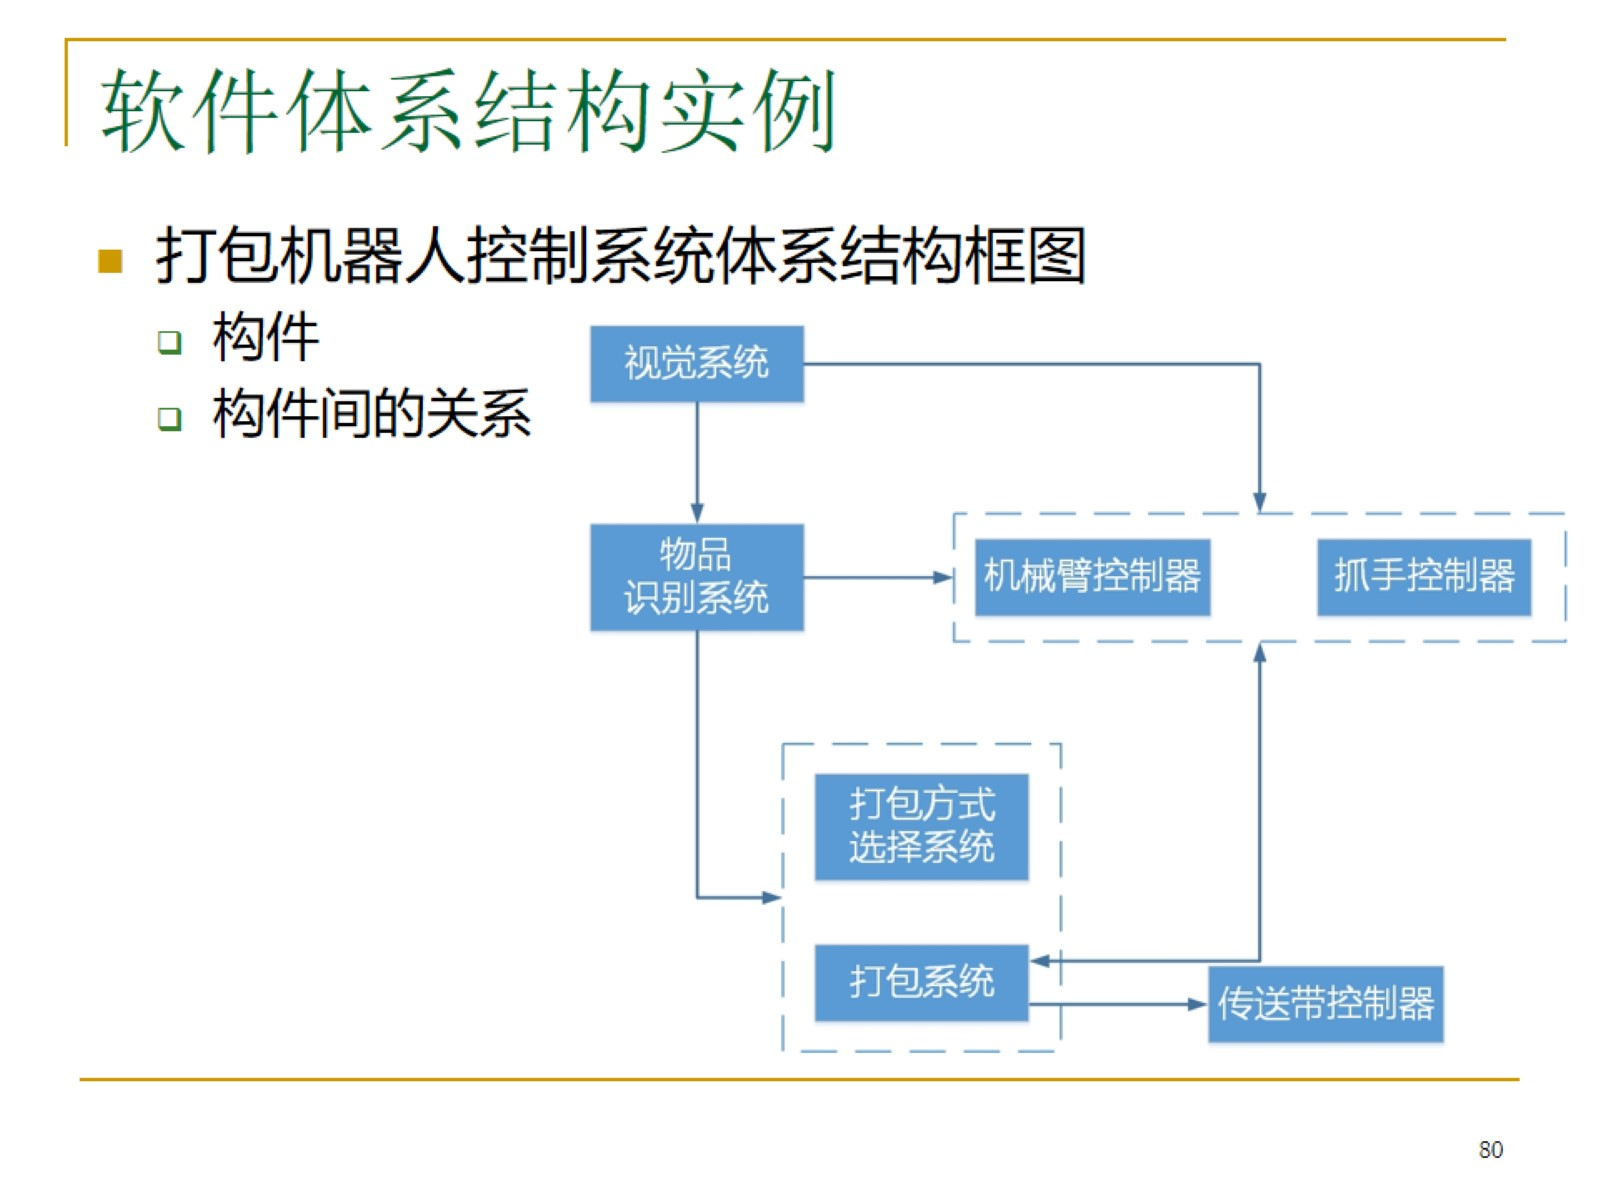 软件体系结构实例
打包机器人控制系统体系结构框图
构件
构件间的关系
视觉系统
物品
识别系统
机械臂控制器
抓手控制器
打包方式
选择系统
打包系统
传送带控制器
80